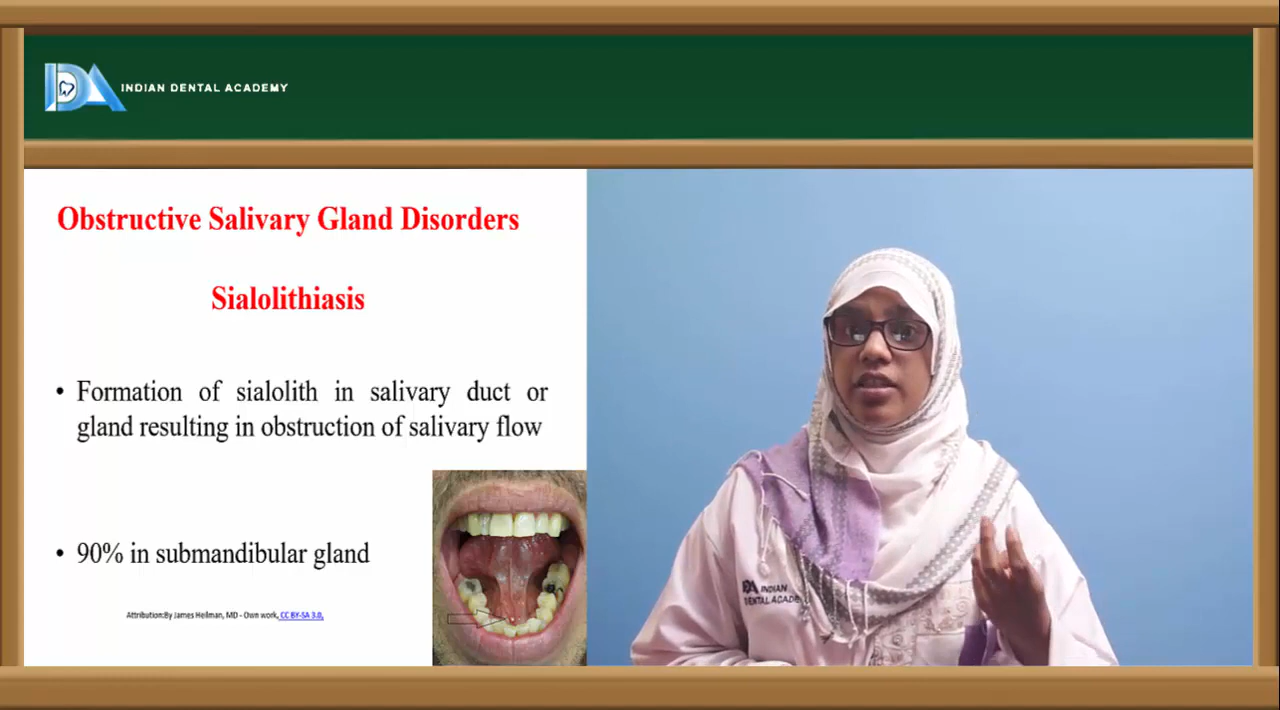 INDIAN DENTAL ACADEMY
Obstructive Salivary Gland Disorders
Sialolithiasis
• Formation of sialolith in salivary duct or
gland resulting in obstruction of salivary flow
• 90% in submandibular gland
Attribution:By James Heilman, MD - Own work, CC BY-SA 3.0,
INDIAN
DENTAL ACADE